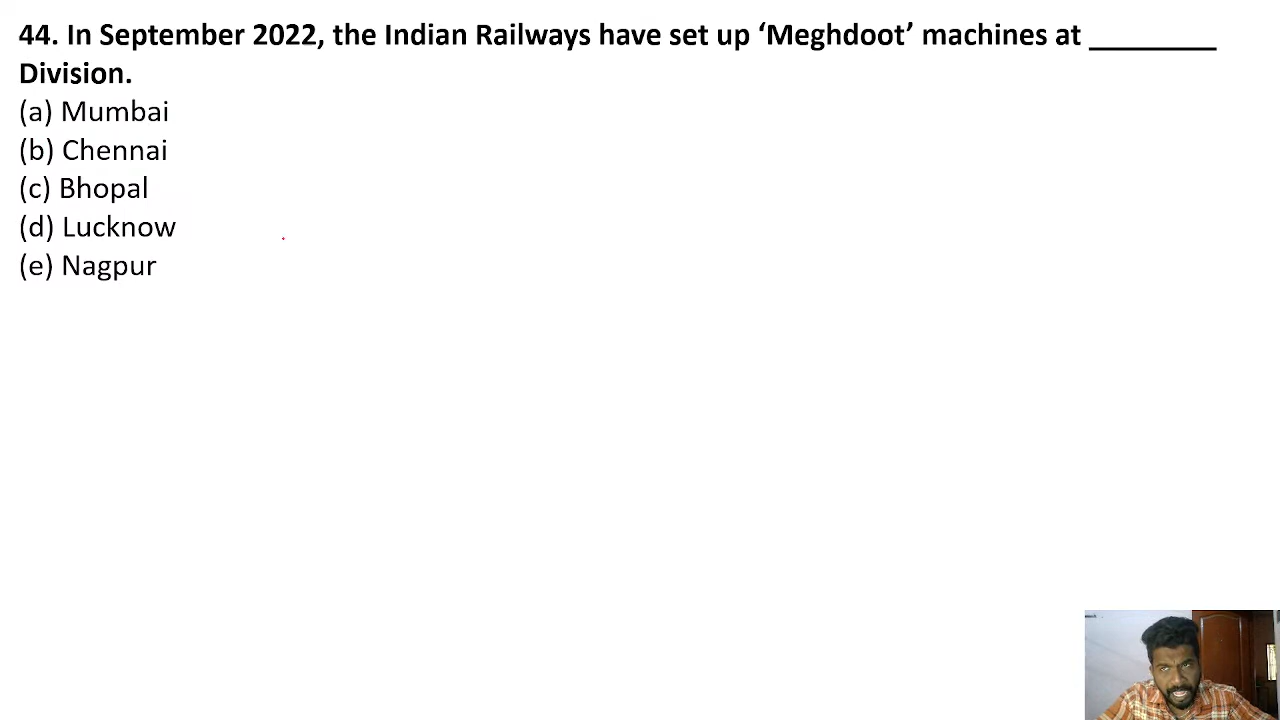 44. In September 2022, the Indian Railways have set up ‘Meghdoot’ machines at ________
Division.
(a) Mumbai
(b) Chennai
(c) Bhopal
(d) Lucknow
(e) Nagpur